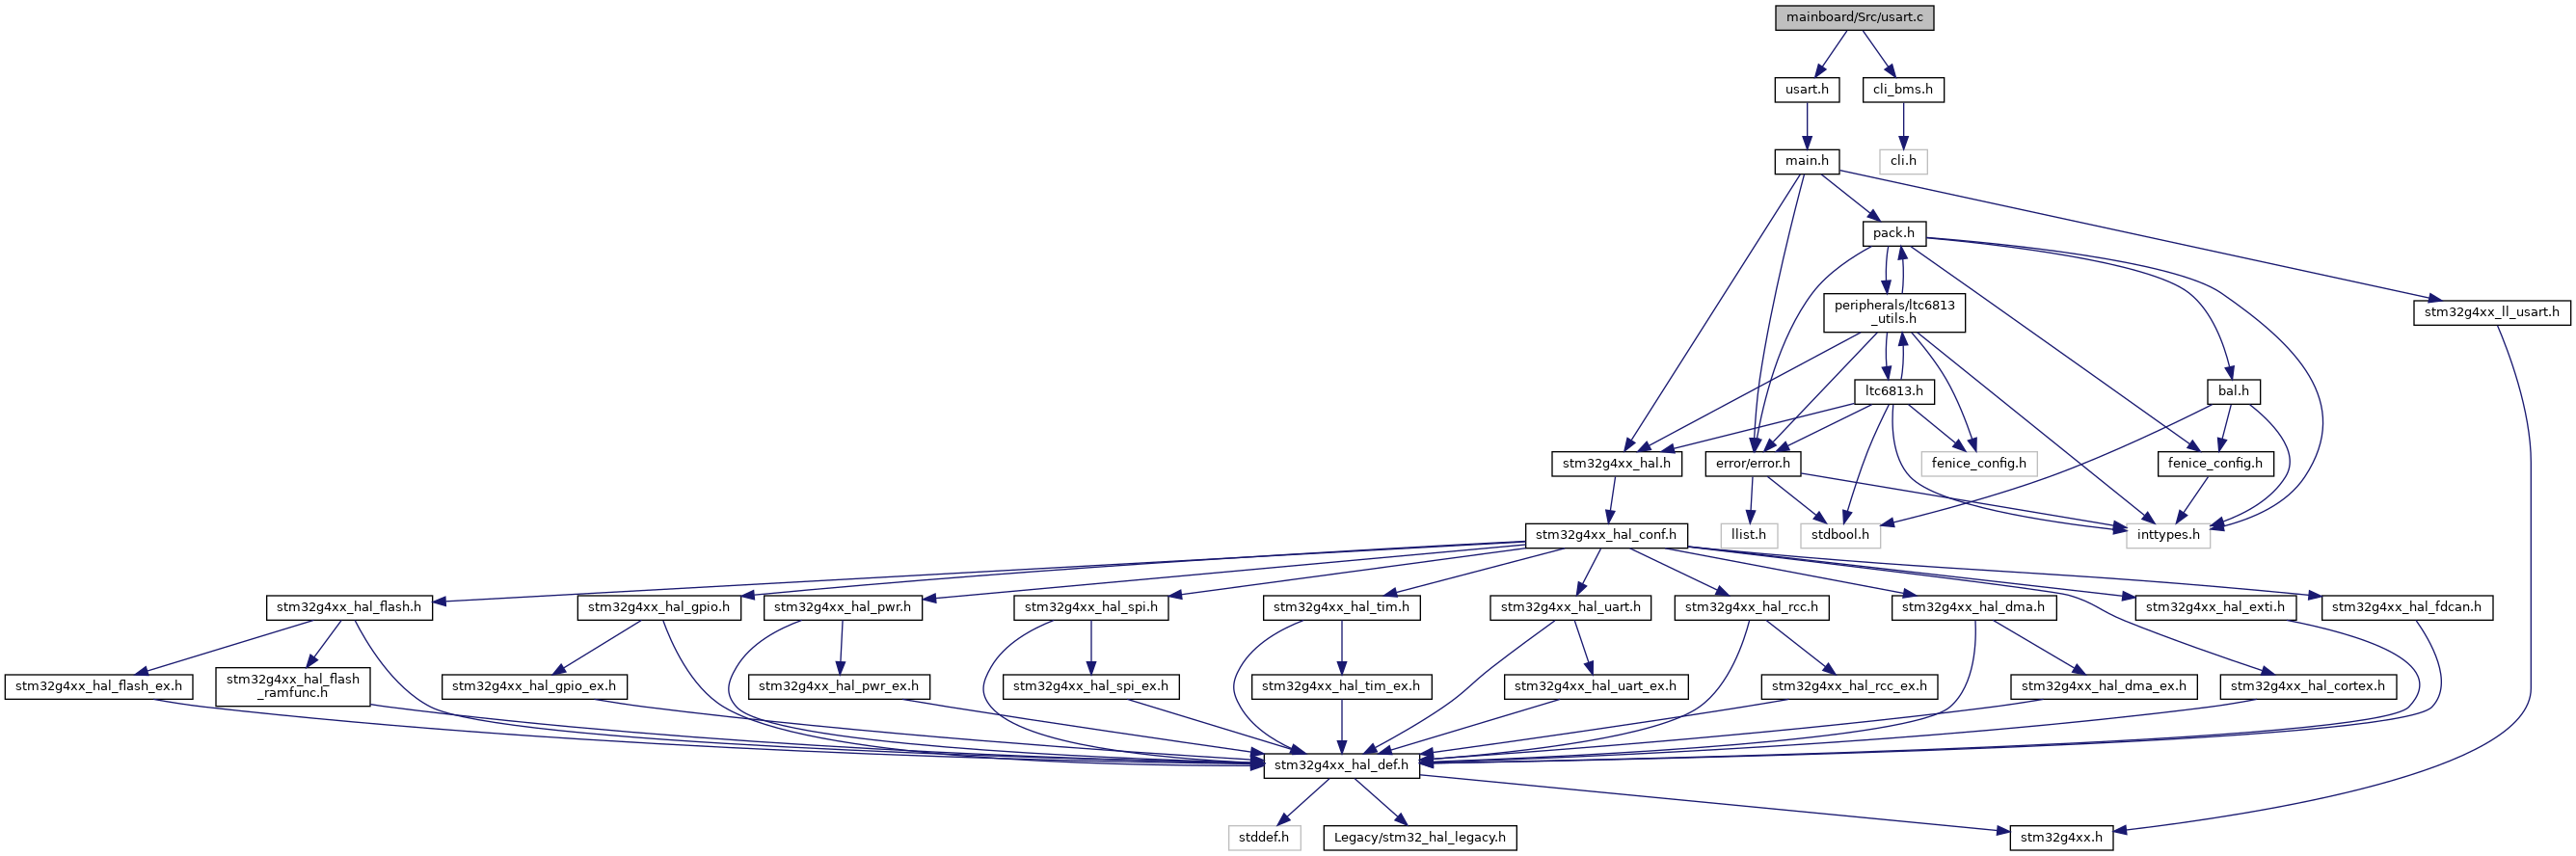 mainboard/Src/usart.c
usart.h
cli_bms.h
main.h
cli.h
pack.h
peripherals/ltc6813
_utils.h
stm32g4xx_ll_usart.h
ltc6813.h
bal.h
stm32g4xx_hal.h
error/error.h
fenice_config.h
fenice_config.h
stm32g4xx_hal_conf.h
llist.h
stdbool.h
inttypes.h
stm32g4xx_hal_flash.h
stm32g4xx_hal_gpio.h
stm32g4xx_hal_pwr.h
stm32g4xx_hal_spi.h
stm32g4xx_hal_tim.h
stm32g4xx_hal_uart.h
stm32g4xx_hal_rcc.h
stm32g4xx_hal_dma.h
stm32g4xx_hal_exti.h
stm32g4xx_hal_fdcan.h
stm32g4xx_hal_flash_ex.h
stm32g4xx_hal_flash
_ramfunc.h
stm32g4xx_hal_gpio_ex.h
stm32g4xx_hal_pwr_ex.h
stm32g4xx_hal_spi_ex.h
stm32g4xx_hal_tim_ex.h
stm32g4xx_hal_uart_ex.h
stm32g4xx_hal_rcc_ex.h
stm32g4xx_hal_dma_ex.h
stm32g4xx_hal_cortex.h
stm32g4xx_hal_def.h
stddef.h
Legacy/stm32_hal_legacy.h
stm32g4xx.h